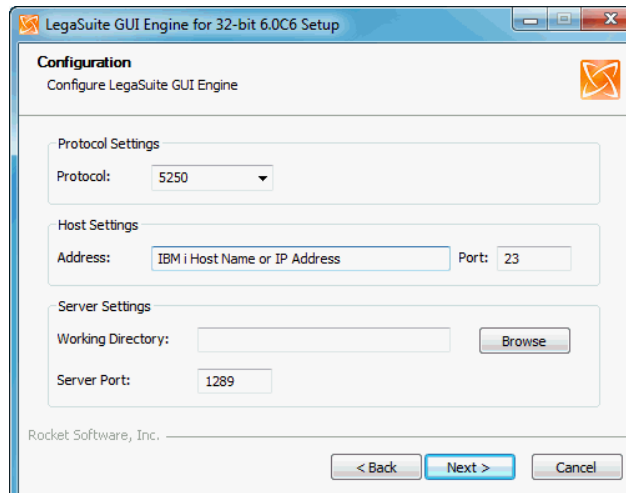 LegaSuite GUI Engine for 32-bit 6.0C6 Setup
Configuration
Configure LegaSuite GUI Engine
Protocol Settings
Protocol: 5250
Host Settings
Address: IBM i Host Name or IP Address Port: 23
Server Settings
Working Directory: Browse
Server Port: 1289
Rocket Software, Inc.
< Back Next > Cancel